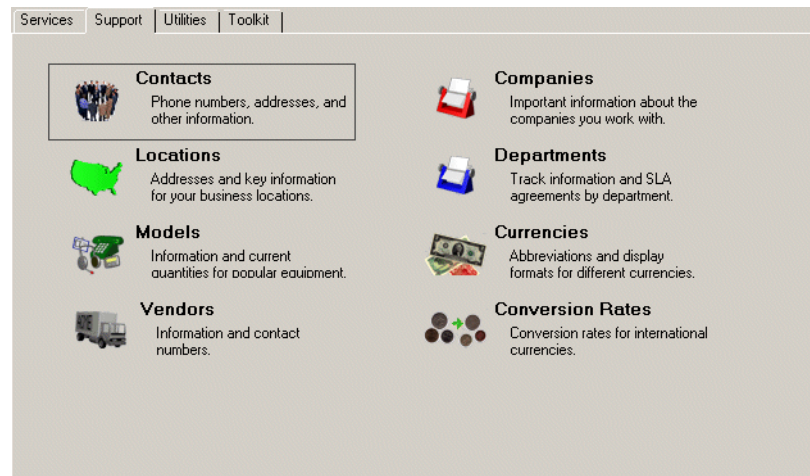 Services Support Utilities Toolkit
Contacts
Phone numbers, addresses, and
other information.
Companies
Important information about the
companies you work with.
Locations
Addresses and key information
for your business locations.
Departments
Track information and SLA
agreements by department.
Models
Information and current
quantities for popular equipment.
Currencies
Abbreviations and display
formats for different currencies.
Vendors
Information and contact
numbers.
Conversion Rates
Conversion rates for international
currencies.